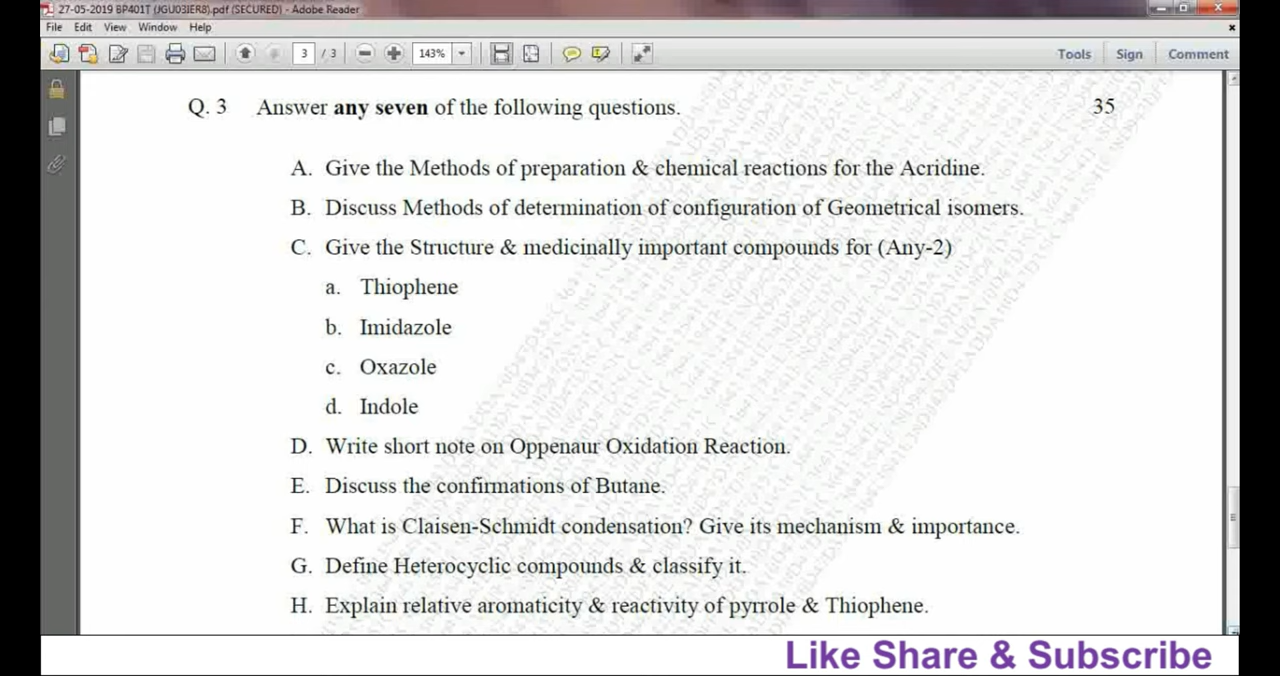 27-05-2019 BP401T (JGU03IER8).pdf (SECURED) - Adobe Reader
File Edit View Window Help
3 / 3 143% Tools Sign Comment
Q. 3 Answer any seven of the following questions. 35
A. Give the Methods of preparation & chemical reactions for the Acridine.
B. Discuss Methods of determination of configuration of Geometrical isomers.
C. Give the Structure & medicinally important compounds for (Any-2)
a. Thiophene
b. Imidazole
c. Oxazole
d. Indole
D. Write short note on Oppenaur Oxidation Reaction.
E. Discuss the confirmations of Butane.
F. What is Claisen-Schmidt condensation? Give its mechanism & importance.
G. Define Heterocyclic compounds & classify it.
H. Explain relative aromaticity & reactivity of pyrrole & Thiophene.
Like Share & Subscribe